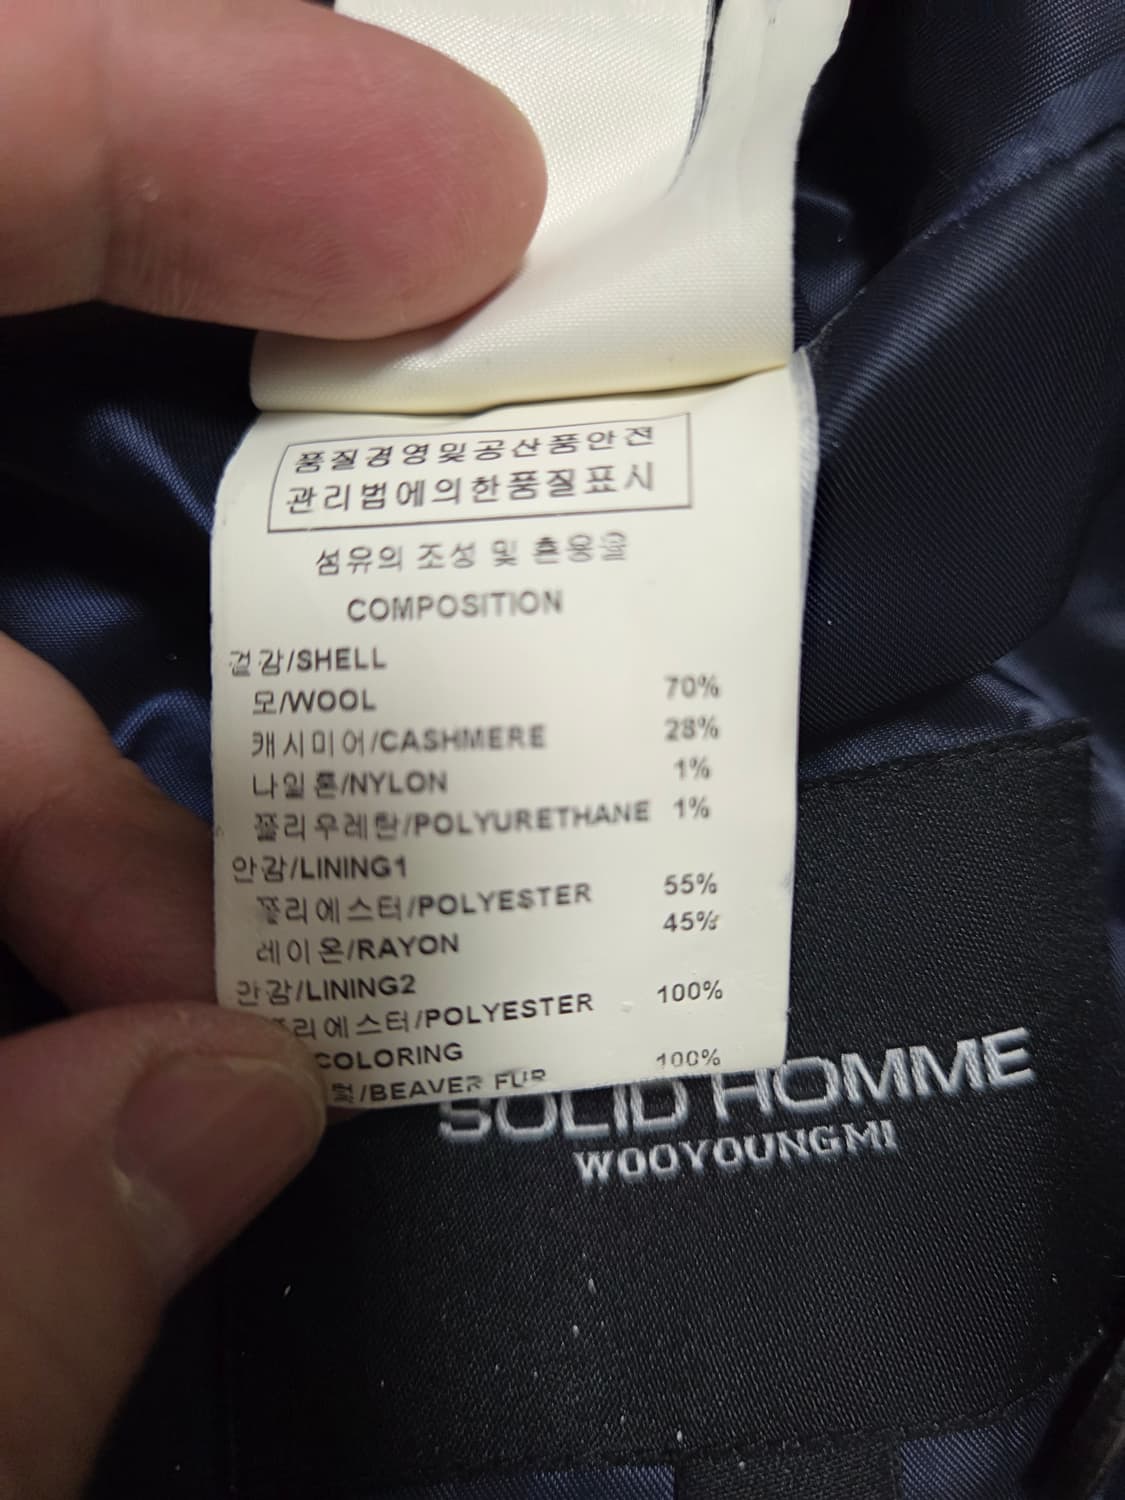 품질경영및공산품안전
관리법에의한품질표시
섬유의 조성 및 혼용율
COMPOSITION
겉감/SHELL
모/WOOL 70%
캐시미어/CASHMERE 28%
나일론/NYLON 1%
폴리우레탄/POLYURETHANE 1%
안감/LINING1
폴리에스터/POLYESTER 55%
레이온/RAYON 45%
안감/LINING2
폴리에스터/POLYESTER 100%
COLORING
털/BEAVER FUR 100%
SOLID HOMME
WOOYOUNGMI